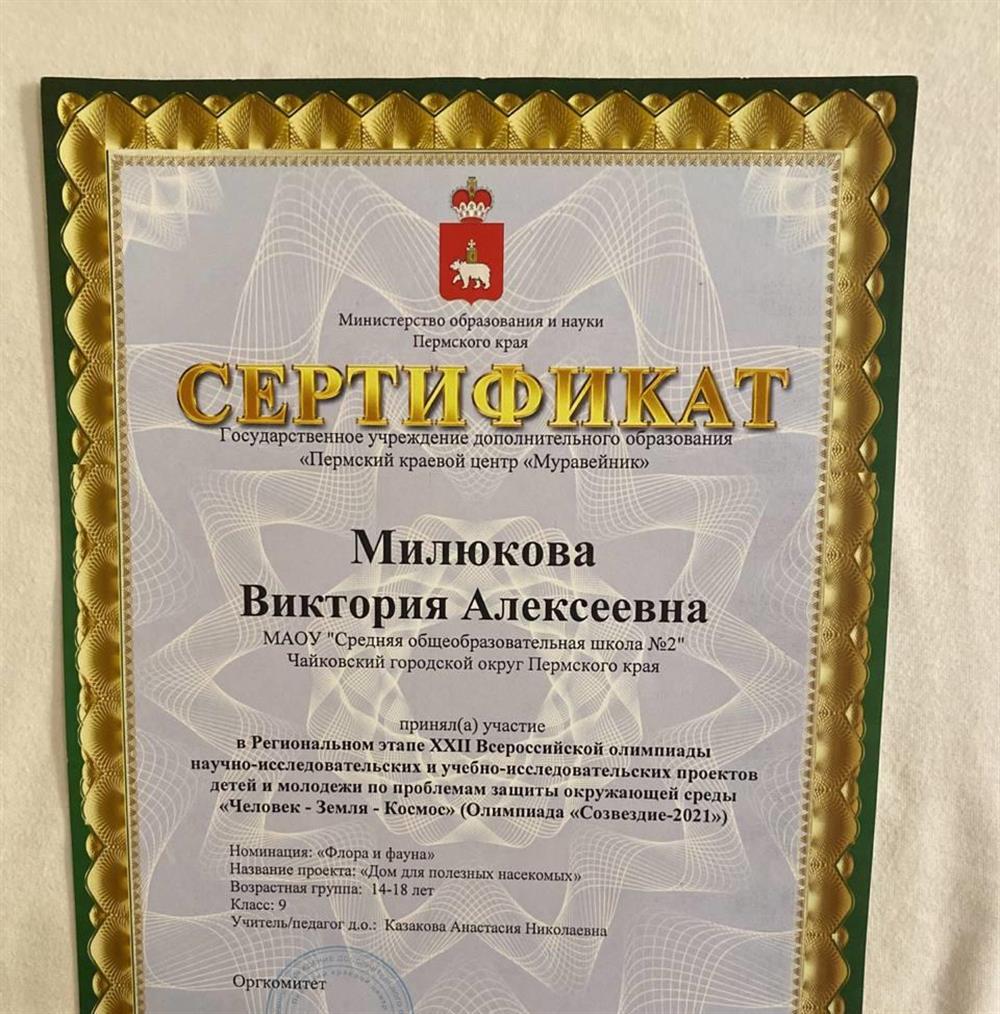 Министерство образования и науки
Пермского края
СЕРТИФИКАТ
Государственное учреждение дополнительного образования
«Пермский краевой центр «Муравейник»
Милюкова
Виктория Алексеевна
МАОУ "Средняя общеобразовательная школа №2"
Чайковский городской округ Пермского края
принял(а) участие
в Региональном этапе XXII Всероссийской олимпиады
научно-исследовательских и учебно-исследовательских проектов
детей и молодежи по проблемам защиты окружающей среды
«Человек - Земля - Космос» (Олимпиада «Созвездие-2021»)
Номинация: «Флора и фауна»
Название проекта: «Дом для полезных насекомых»
Возрастная группа: 14-18 лет
Класс: 9
Учитель/педагог д.о.: Казакова Анастасия Николаевна
Оргкомитет